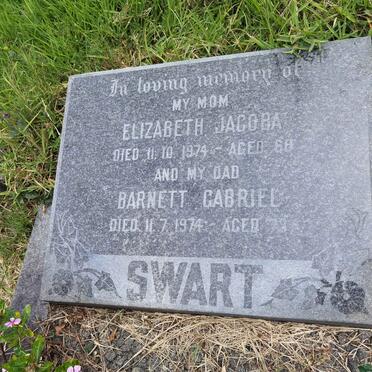 In loving memory of
MY MOM
ELIZABETH JACOBA
DIED 11.10.1974 - AGED 68
AND MY DAD
BARNETT GABRIEL
DIED 11.7.1974 - AGED
SWART